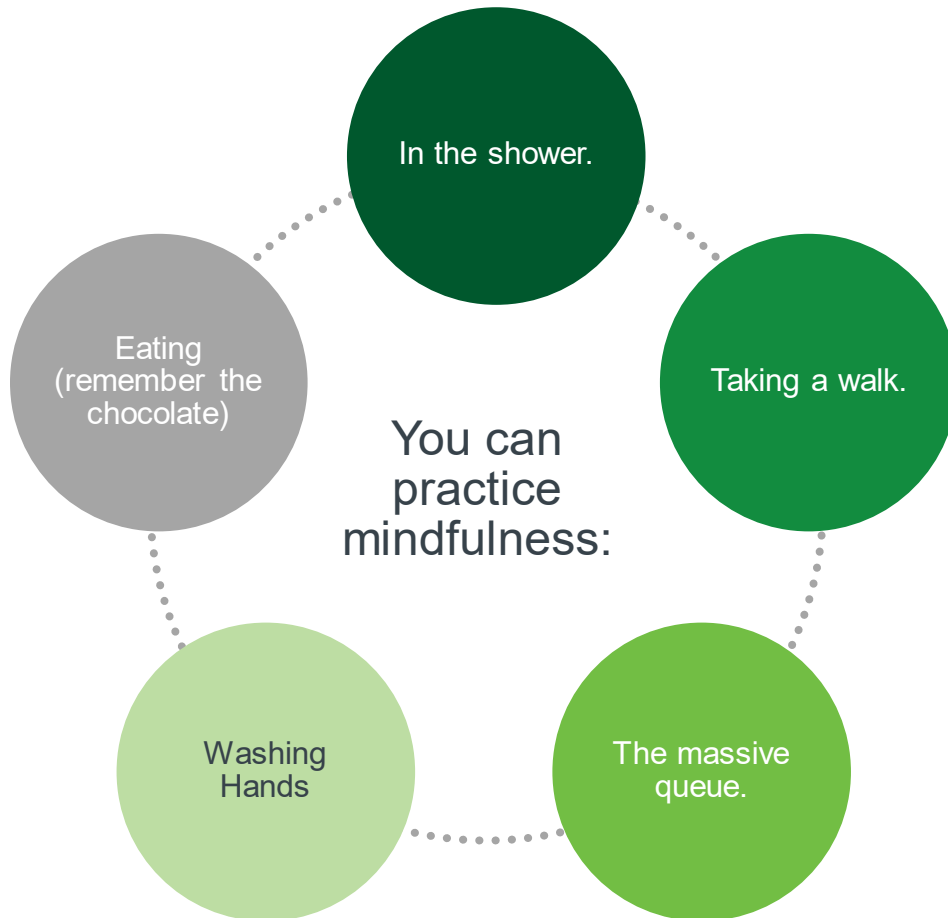 You can
practice
mindfulness:
In the shower.
Taking a walk.
The massive
queue.
Washing
Hands
Eating
(remember the
chocolate)